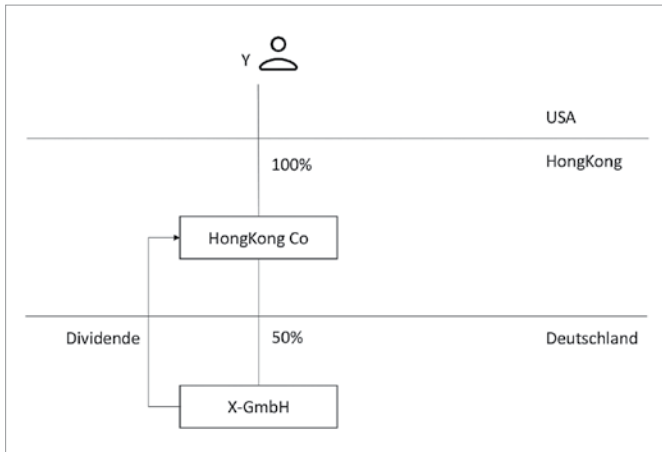 Y
USA
100%
HongKong
HongKong Co
Dividende
50%
Deutschland
X-GmbH